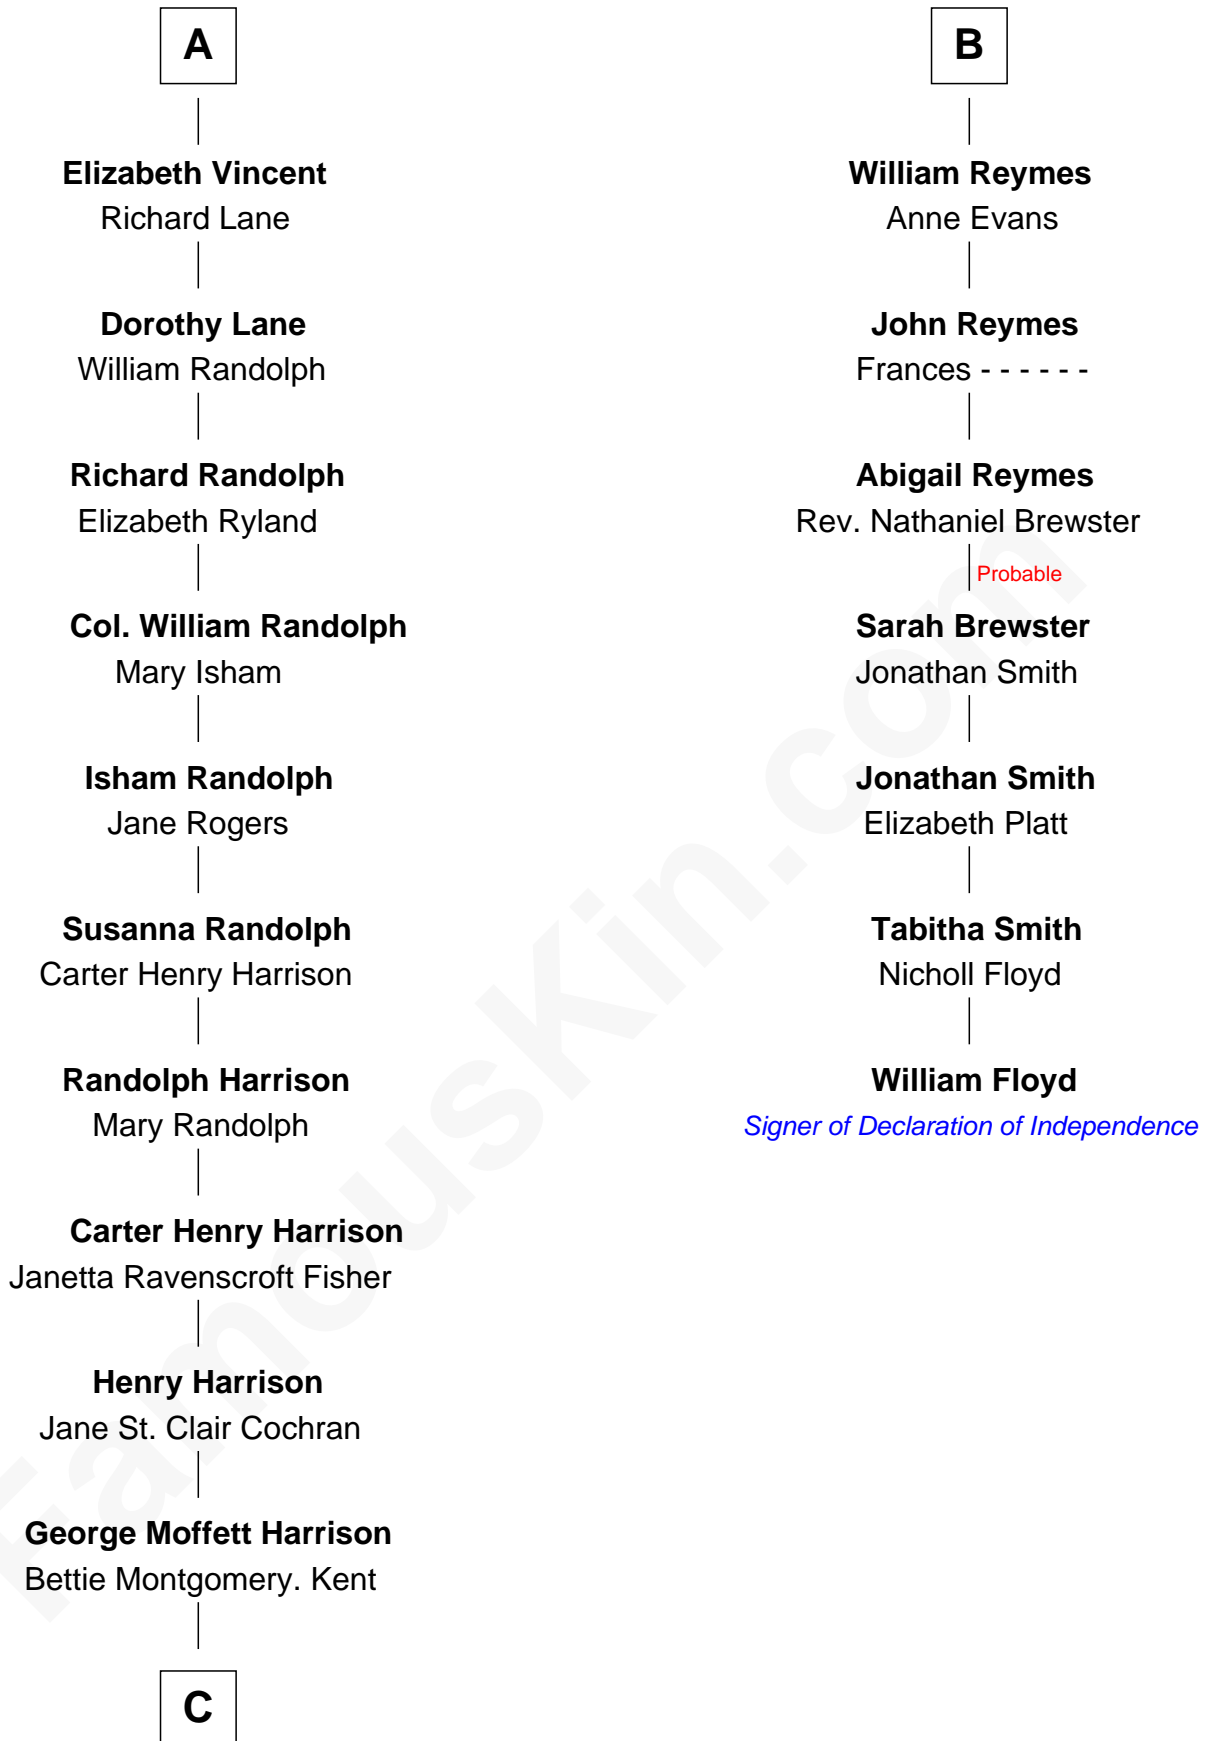 A
Elizabeth Vincent
Richard Lane
Dorothy Lane
William Randolph
Richard Randolph
Elizabeth Ryland
Col. William Randolph
Mary Isham
Isham Randolph
Jane Rogers
Susanna Randolph
Carter Henry Harrison
Randolph Harrison
Mary Randolph
Carter Henry Harrison
Janetta Ravenscroft Fisher
Henry Harrison
Jane St. Clair Cochran
George Moffett Harrison
Bettie Montgomery. Kent
C
B
William Reymes
Anne Evans
John Reymes
Frances - - - - - -
Abigail Reymes
Rev. Nathaniel Brewster
Probable
Sarah Brewster
Jonathan Smith
Jonathan Smith
Elizabeth Platt
Tabitha Smith
Nicholl Floyd
William Floyd
Signer of Declaration of Independence
FamousKin.com